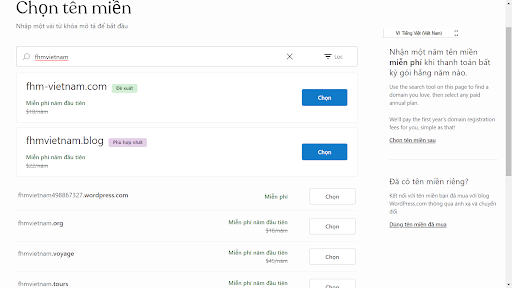 Chọn tên miền
Nhập một vài từ khóa mô tả để bắt đầu
fhmvietnam
Lọc
fhm-vietnam.com
Đề xuất
Miễn phí năm đầu tiên
$18/năm
Chọn
fhmvietnam.blog
Phù hợp nhất
Miễn phí năm đầu tiên
$22/năm
Chọn
fhmvietnam498867327.wordpress.com
Miễn phí
Chọn
fhmvietnam.org
Miễn phí năm đầu tiên
$18/năm
Chọn
fhmvietnam.voyage
Miễn phí năm đầu tiên
$45/năm
Chọn
fhmvietnam.tours
Miễn phí năm đầu tiên
Chọn
VI Tiếng Việt (Việt Nam)
Nhận một năm tên miền
miễn phí khi thanh toán bất
kỳ gói hằng năm nào.
Use the search tool on this page to find a
domain you love, then select any paid
annual plan.
We'll pay the first year's domain registration
fees for you, simple as that!
Chọn tên miền sau
Đã có tên miền riêng?
Kết nối với tên miền bạn đã mua với blog
WordPress.com thông qua ánh xạ và chuyển
đổi
Dùng tên miền đã mua